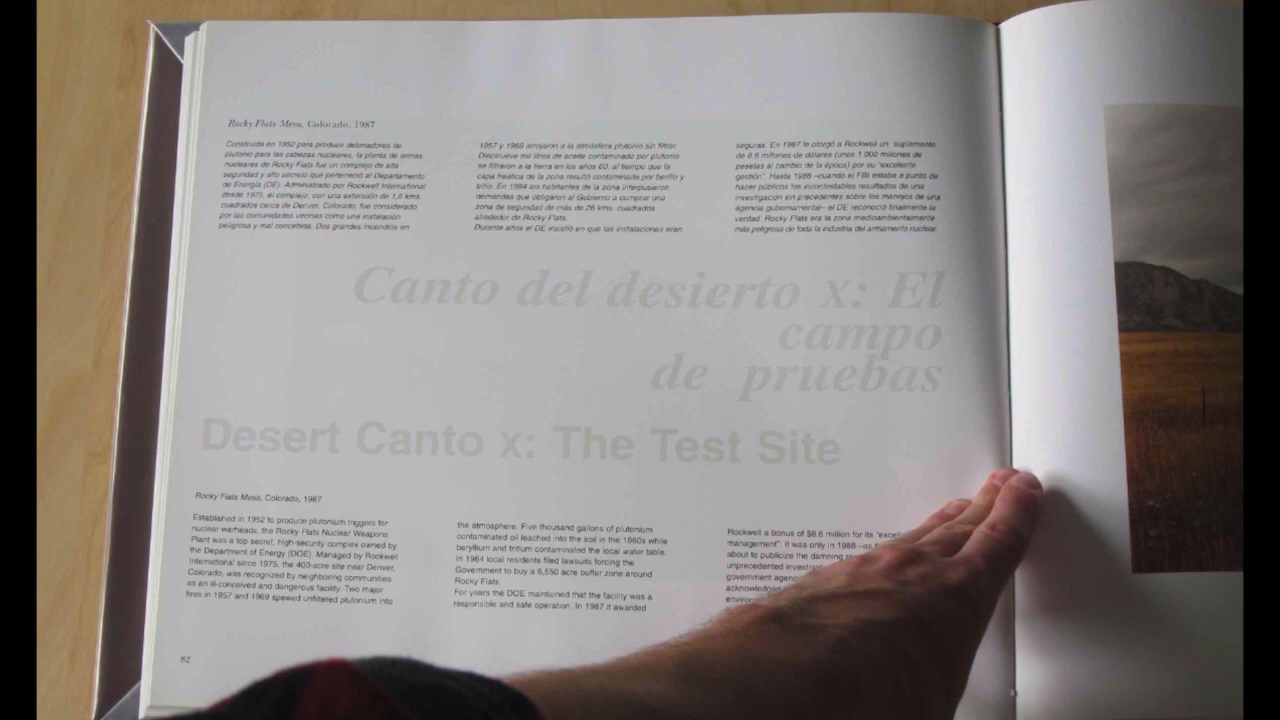 Rocky Flats Mesa, Colorado, 1987
Construida en 1952 para producir detonadores de
plutonio para las cabezas nucleares, la planta de armas
nucleares de Rocky Flats fue un complejo de alta
seguridad y alto secreto que perteneció al Departamento
de Energía (DE). Administrado por Rockwell International
desde 1975, el complejo, con una extensión de 1,6 kms.
cuadrados cerca de Denver, Colorado, fue considerado
por las comunidades vecinas como una instalación
peligrosa y mal concebida. Dos grandes incendios en
1957 y 1969 arrojaron a la atmósfera plutonio sin filtrar.
Diecinueve mil litros de aceite contaminado por plutonio
se filtraron a la tierra en los años 60, al tiempo que la
capa freática de la zona resultó contaminada por berilio y
tritio. En 1984 los habitantes de la zona interpusieron
demandas que obligaron al Gobierno a comprar una
zona de seguridad de más de 26 kms. cuadrados
alrededor de Rocky Flats.
Durante años el DE insistió en que las instalaciones eran
seguras. En 1987 le otorgó a Rockwell un suplemento
de 8,6 millones de dólares (unos 1.000 millones de
pesetas al cambio de la época) por su "excelente
gestión". Hasta 1988 –cuando el FBI estaba a punto de
hacer públicos los incontestables resultados de una
investigación sin precedentes sobre los manejos de una
agencia gubernamental– el DE reconoció finalmente la
verdad. Rocky Flats era la zona medioambientalmente
más peligrosa de toda la industria del armamento nuclear.
Canto del desierto x: El
campo
de pruebas
Desert Canto x: The Test Site
Rocky Flats Mesa, Colorado, 1987
Established in 1952 to produce plutonium triggers for
nuclear warheads, the Rocky Flats Nuclear Weapons
Plant was a top secret, high-security complex owned by
the Department of Energy (DOE). Managed by Rockwell
International since 1975, the 400-acre site near Denver,
Colorado, was recognized by neighboring communities
as an ill-conceived and dangerous facility. Two major
fires in 1957 and 1969 spewed unfiltered plutonium into
the atmosphere. Five thousand gallons of plutonium
contaminated oil leached into the soil in the 1960s while
beryllium and tritium contaminated the local water table.
In 1984 local residents filed lawsuits forcing the
Government to buy a 6,550 acre buffer zone around
Rocky Flats.
For years the DOE maintained that the facility was a
responsible and safe operation. In 1987 it awarded
Rockwell a bonus of $8.6 million for its "excel
management". It was only in 1988 –as
about to publicize the damning
unprecedented investigati
government agenc
acknowledged
environ
82